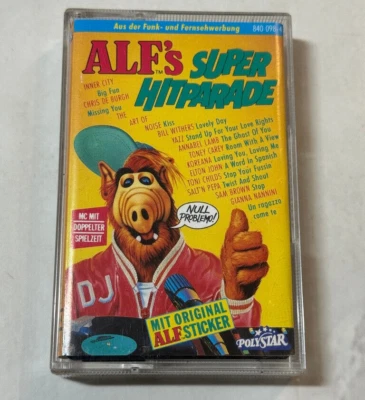 Aus der Funk- und Fernsehwerbung
ALF's
TM
SUPER
HITPARADE
INNER CITY
Big Fun
CHRIS DE BURGH
Missing You
THE ART OF
NOISE Kiss
BILL WITHERS Lovely Day
YAZZ Stand Up For Your Love Rights
ANNABEL LAMB The Ghost Of You
TONEY CAREY Room With A View
KOREANA Loving You, Loving Me
ELTON JOHN A Word In Spanish
TONI CHILDS Stop Your Fussin
SALT'N PEPA Twist And Shout
SAM BROWN Stop
GIANNA NANNINI
Un ragazzo
come te
NULL
PROBLEMO!
MC MIT
DOPPELTER
SPIELZEIT
DJ
MIT ORIGINAL
ALF-STICKER
POLYSTAR